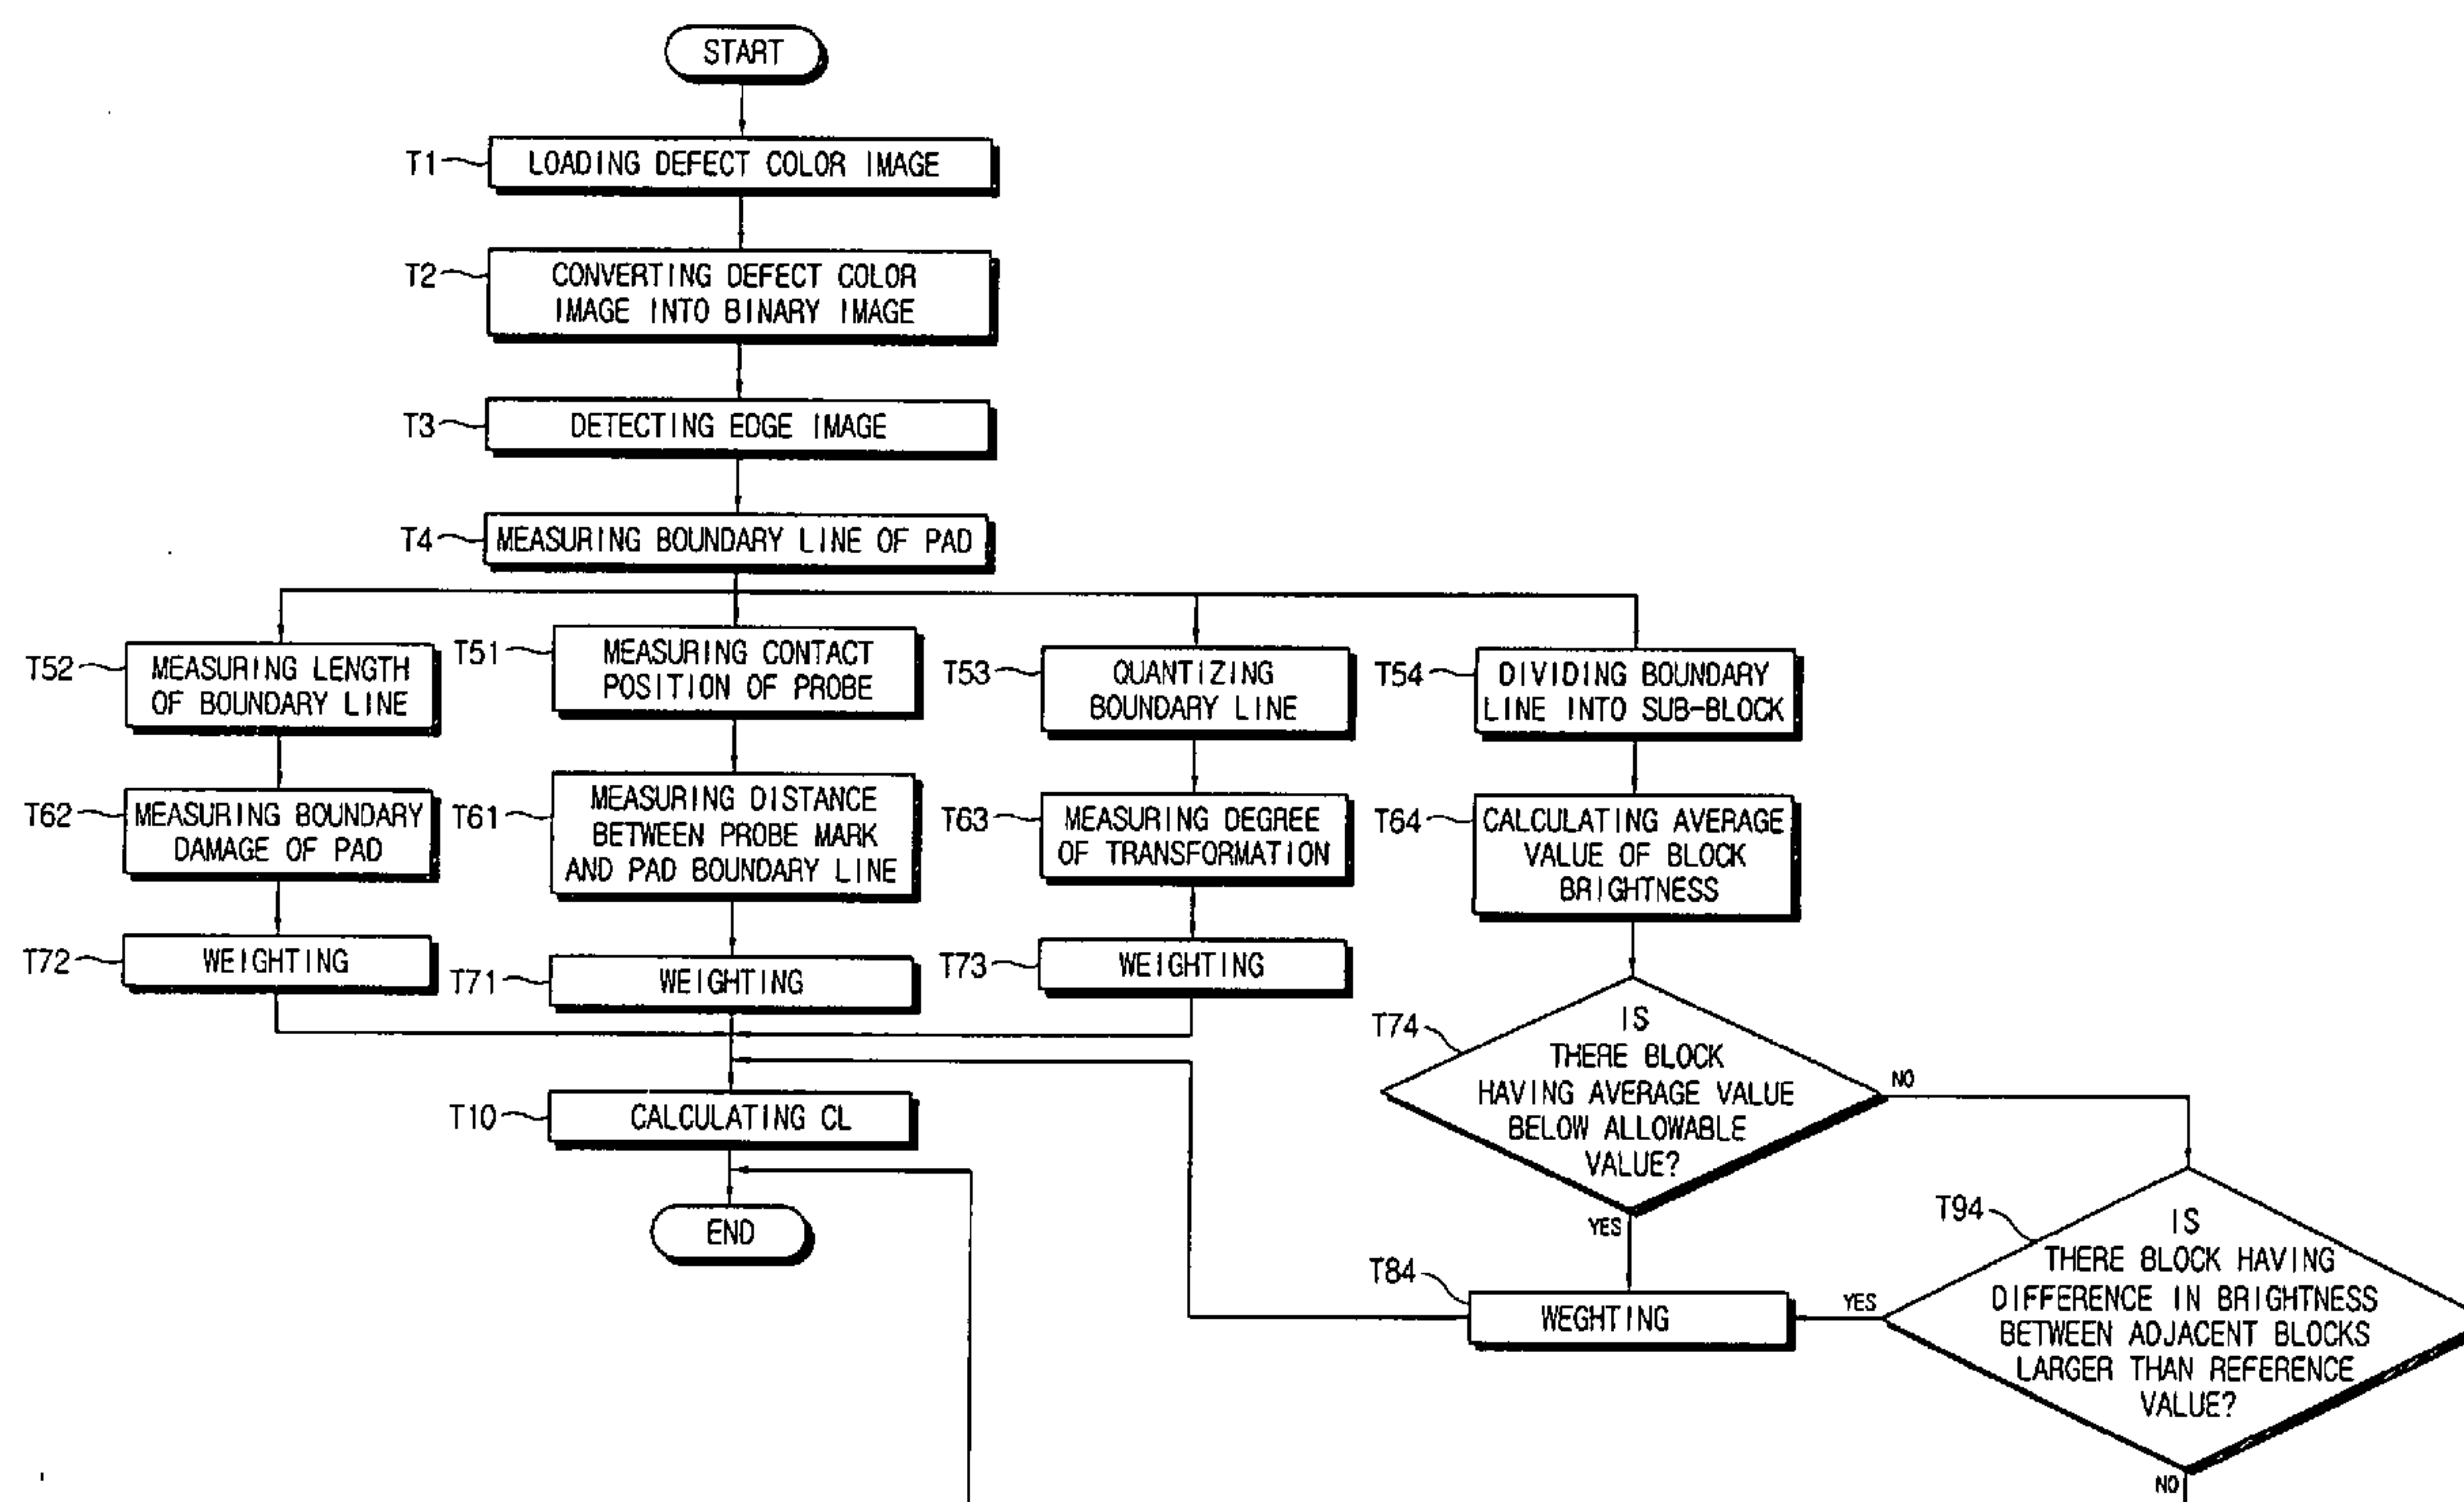 START
T1
LOADING DEFECT COLOR IMAGE
T2
CONVERTING DEFECT COLOR
IMAGE INTO BINARY IMAGE
T3
DETECTING EDGE IMAGE
T4
MEASURING BOUNDARY LINE OF PAD
T52
MEASURING LENGTH
OF BOUNDARY LINE
T51
MEASURING CONTACT
POSITION OF PROBE
T53
QUANTIZING
BOUNDARY LINE
T54
DIVIDING BOUNDARY
LINE INTO SUB-BLOCK
T62
MEASURING BOUNDARY
DAMAGE OF PAD
T61
MEASURING DISTANCE
BETWEEN PROBE MARK
AND PAD BOUNDARY LINE
T63
MEASURING DEGREE
OF TRANSFORMATION
T64
CALCULATING AVERAGE
VALUE OF BLOCK
BRIGHTNESS
T72
WEIGHTING
T71
WEIGHTING
T73
WEIGHTING
T74
IS
THERE BLOCK
HAVING AVERAGE VALUE
BELOW ALLOWABLE
VALUE?
NO
YES
T10
CALCULATING CL
END
T84
WEGHTING
YES
T94
IS
THERE BLOCK HAVING
DIFFERENCE IN BRIGHTNESS
BETWEEN ADJACENT BLOCKS
LARGER THAN REFERENCE
VALUE?
NO